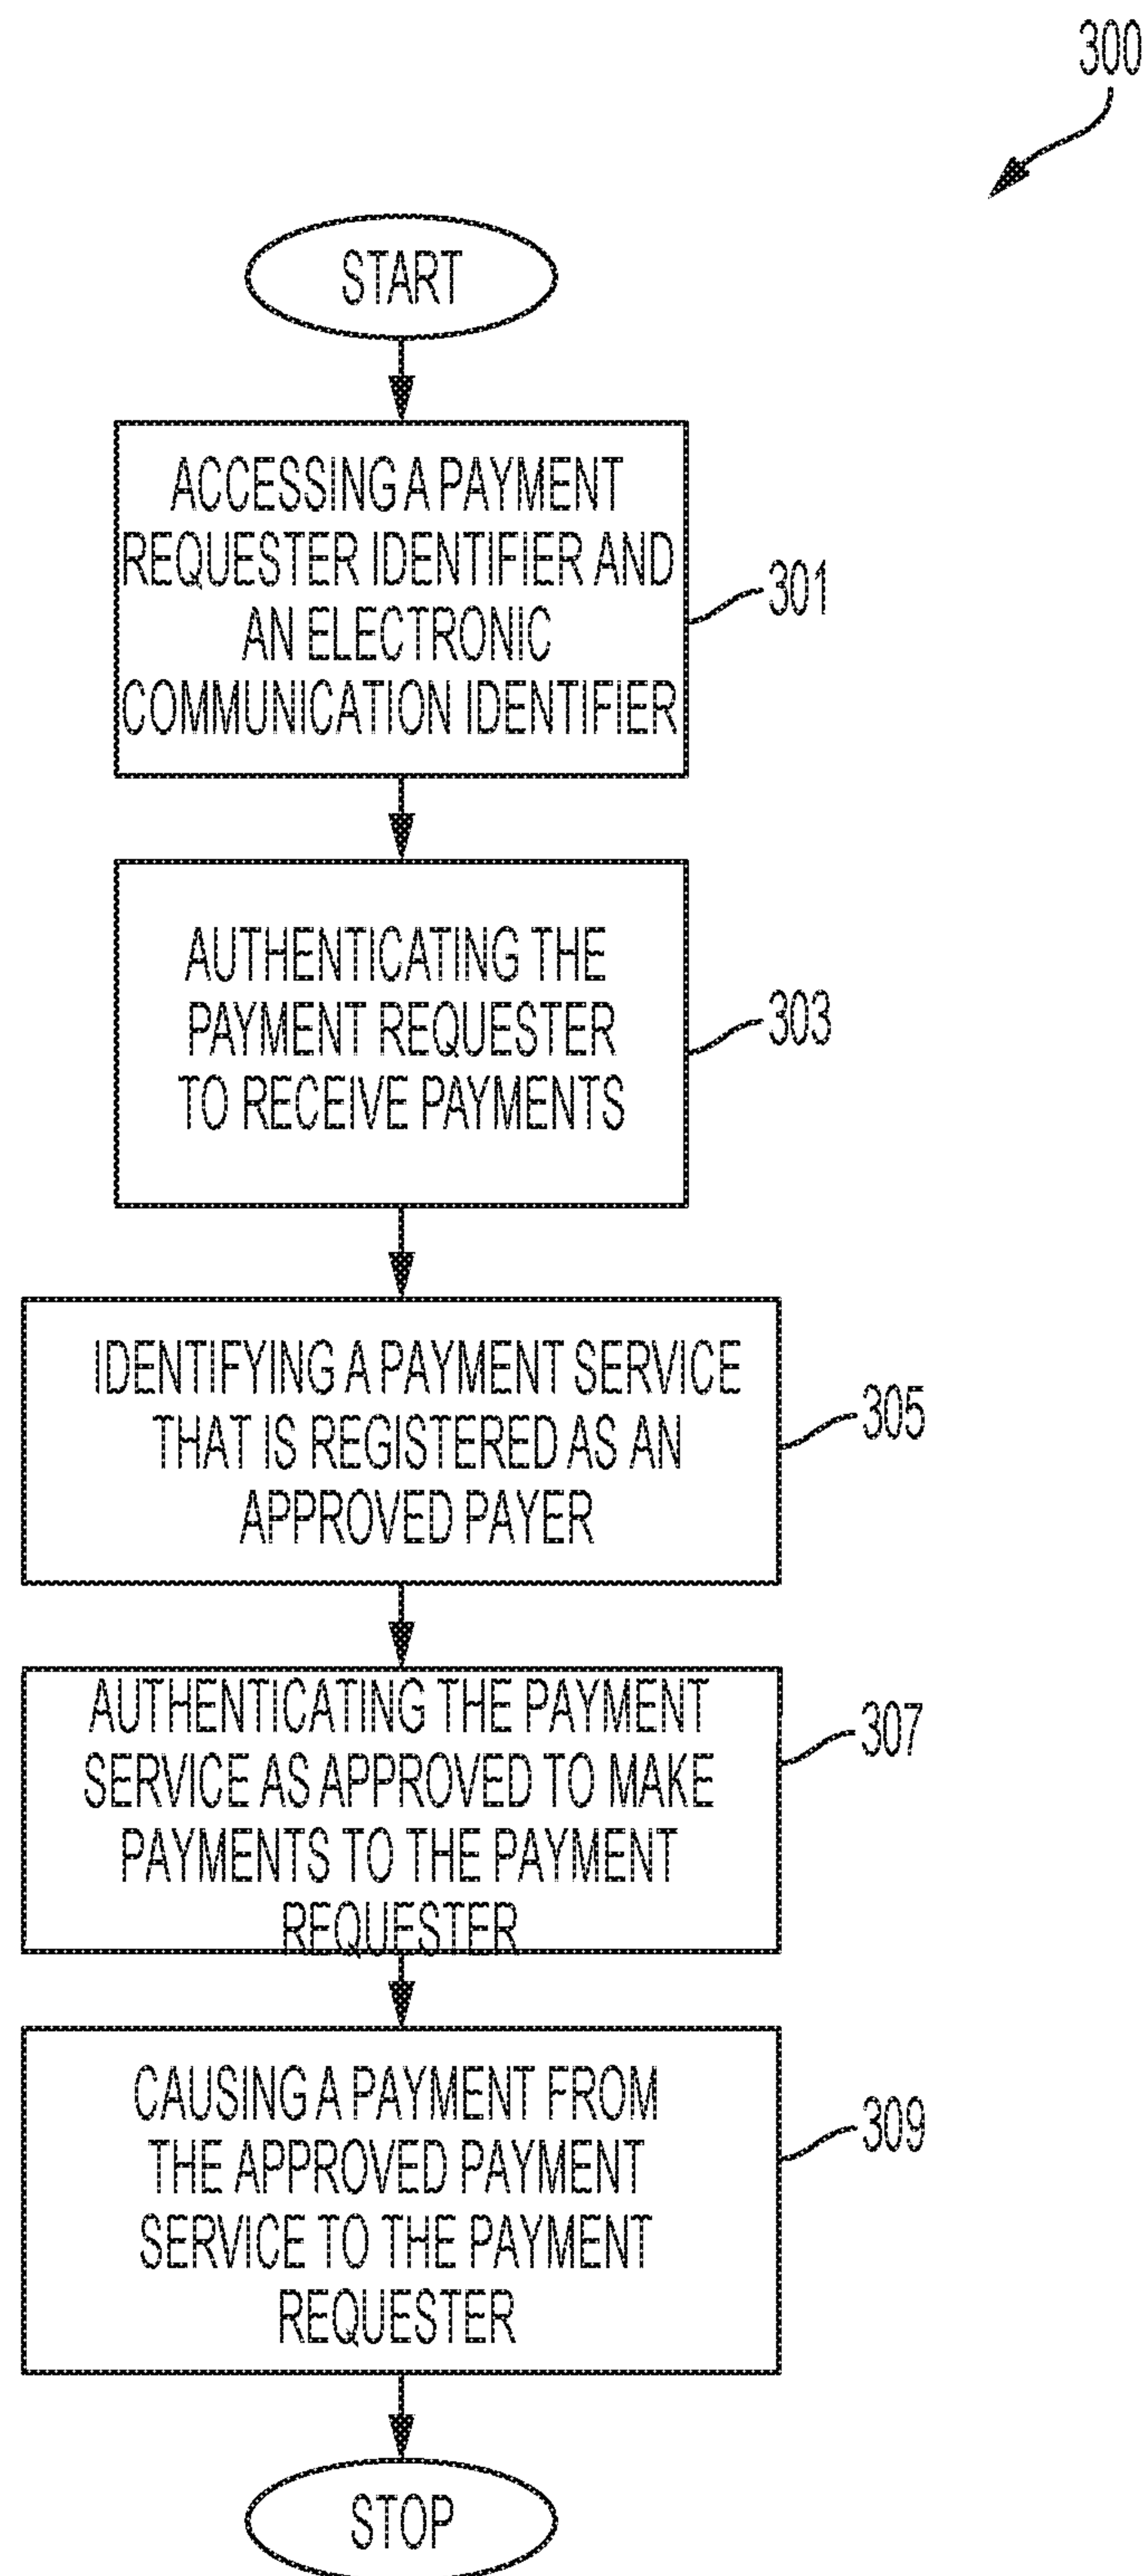 300
START
ACCESSING A PAYMENT
REQUESTER IDENTIFIER AND
AN ELECTRONIC
COMMUNICATION IDENTIFIER
301
AUTHENTICATING THE
PAYMENT REQUESTER
TO RECEIVE PAYMENTS
303
IDENTIFYING A PAYMENT SERVICE
THAT IS REGISTERED AS AN
APPROVED PAYER
305
AUTHENTICATING THE PAYMENT
SERVICE AS APPROVED TO MAKE
PAYMENTS TO THE PAYMENT
REQUESTER
307
CAUSING A PAYMENT FROM
THE APPROVED PAYMENT
SERVICE TO THE PAYMENT
REQUESTER
309
STOP